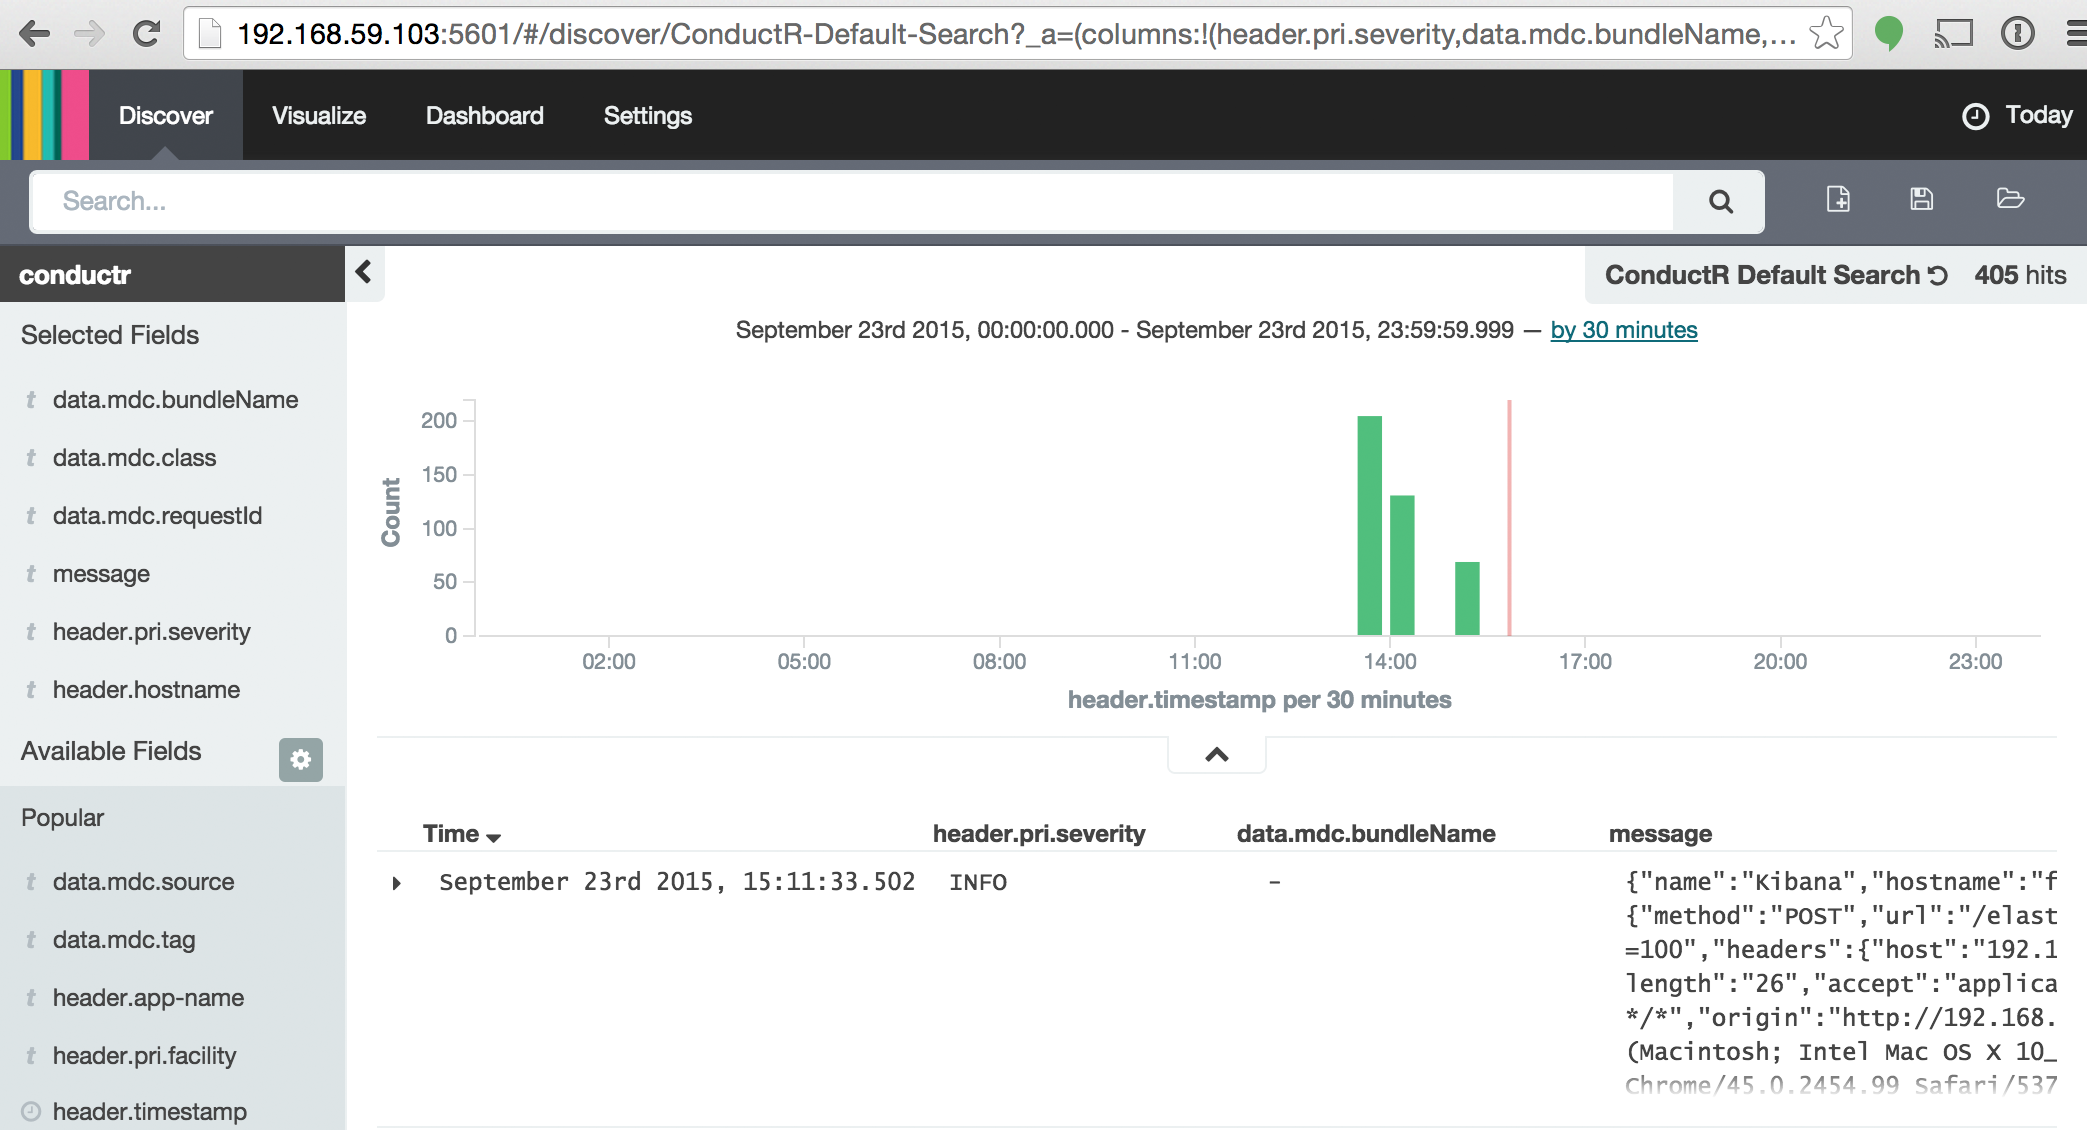 192.168.59.103:5601/#/discover/ConductR-Default-Search?_a=(columns:!(header.pri.severity,data.mdc.bundleName,...
Discover Visualize Dashboard Settings Today
Search...
conductr
ConductR Default Search 405 hits
Selected Fields
September 23rd 2015, 00:00:00.000 - September 23rd 2015, 23:59:59.999 — by 30 minutes
t data.mdc.bundleName
t data.mdc.class
t data.mdc.requestId
t message
t header.pri.severity
t header.hostname
Available Fields
Popular
t data.mdc.source
t data.mdc.tag
t header.app-name
t header.pri.facility
header.timestamp
Count
200
150
100
50
0
02:00 05:00 08:00 11:00 14:00 17:00 20:00 23:00
header.timestamp per 30 minutes
Time header.pri.severity data.mdc.bundleName message
September 23rd 2015, 15:11:33.502 INFO - {"name":"Kibana","hostname":"f
{"method":"POST","url":"/elast
=100","headers":{"host":"192.1
length":"26","accept":"applica
*/*","origin":"http://192.168.
(Macintosh; Intel Mac OS X 10_
Chrome/45.0.2454.99 Safari/537